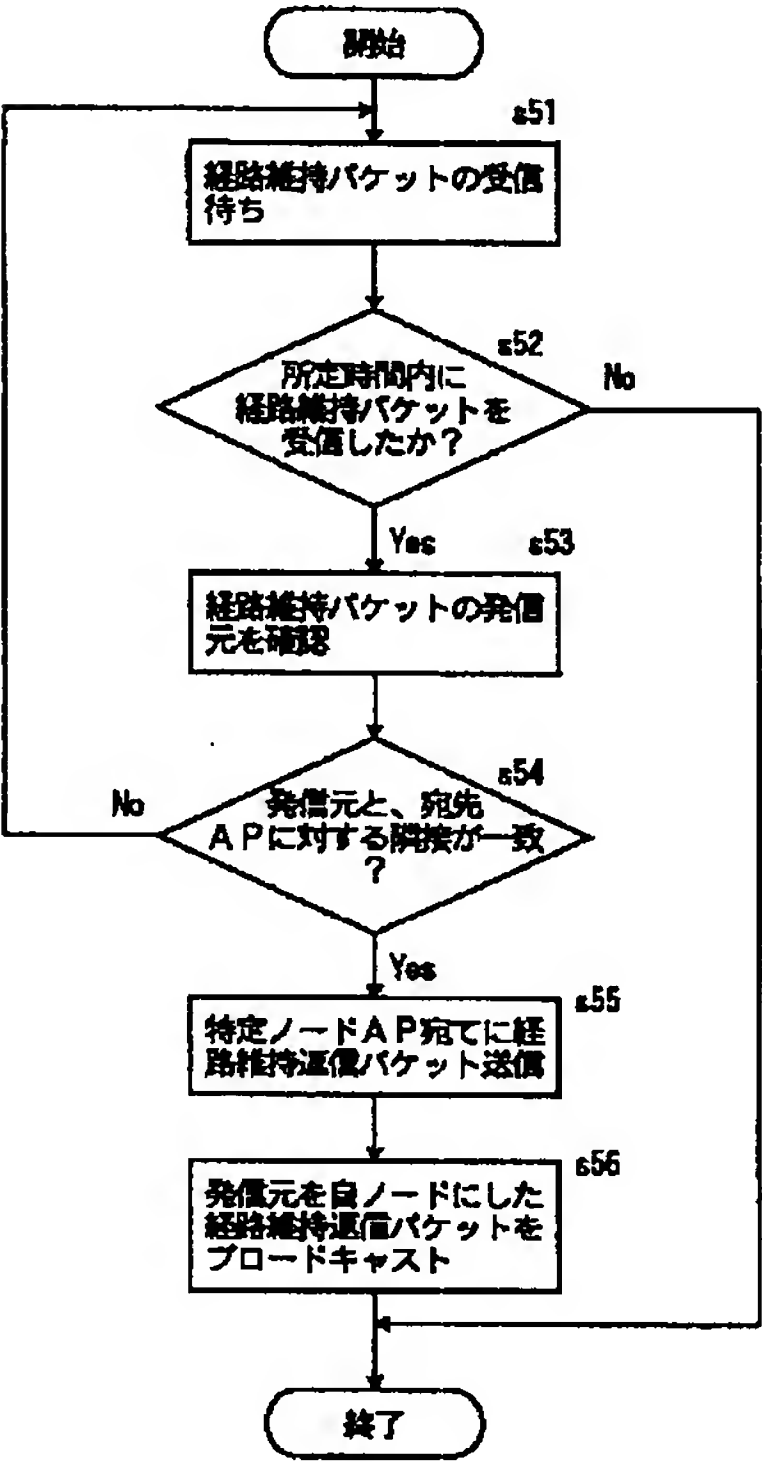 開始
s51
経路維持パケットの受信
待ち
s52
所定時間内に
経路維持パケットを
受信したか？
No
Yes
s53
経路維持パケットの発信
元を確認
s54
発信元と、宛先
ＡＰに対する隣接が一致
？
No
Yes
s55
特定ノードＡＰ宛てに経
路維持返信パケット送信
s56
発信元を自ノードにした
経路維持返信パケットを
ブロードキャスト
終了